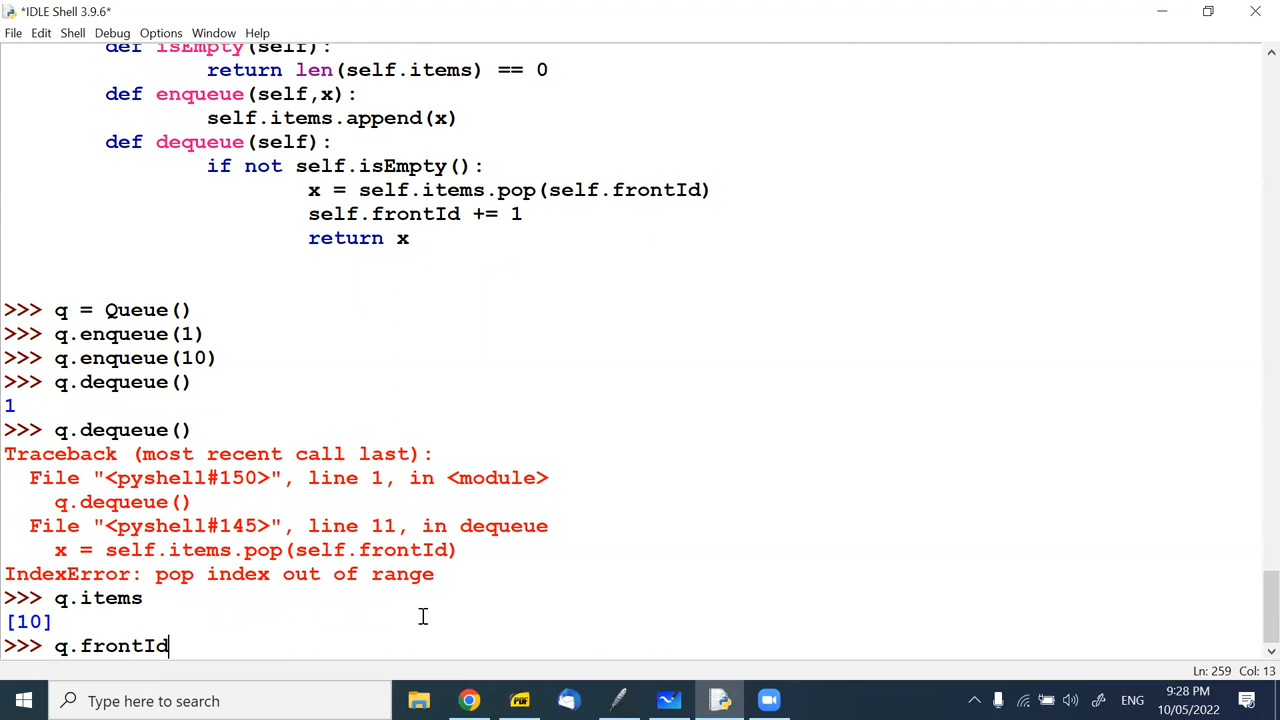 *IDLE Shell 3.9.6*
File Edit Shell Debug Options Window Help
def isEmpty(self):
return len(self.items) == 0
def enqueue(self,x):
self.items.append(x)
def dequeue(self):
if not self.isEmpty():
x = self.items.pop(self.frontId)
self.frontId += 1
return x
>>> q = Queue()
>>> q.enqueue(1)
>>> q.enqueue(10)
>>> q.dequeue()
1
>>> q.dequeue()
Traceback (most recent call last):
File "<pyshell#150>", line 1, in <module>
q.dequeue()
File "<pyshell#145>", line 11, in dequeue
x = self.items.pop(self.frontId)
IndexError: pop index out of range
>>> q.items
[10]
>>> q.frontId
Ln: 259 Col: 13
Type here to search
PDF
ENG
9:28 PM
10/05/2022